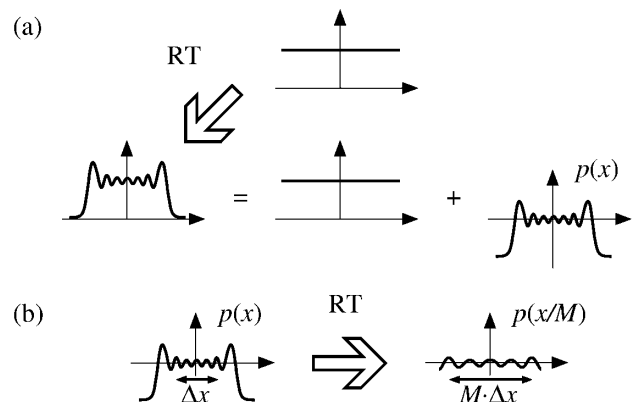 (a)
RT
= + p(x)
(b) p(x) RT p(x/M)
Δx M·Δx